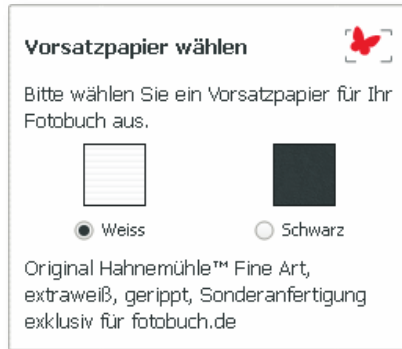 Vorsatzpapier wählen
Bitte wählen Sie ein Vorsatzpapier für Ihr
Fotobuch aus.
Weiss
Schwarz
Original Hahnemühle™ Fine Art,
extraweiß, gerippt, Sonderanfertigung
exklusiv für fotobuch.de